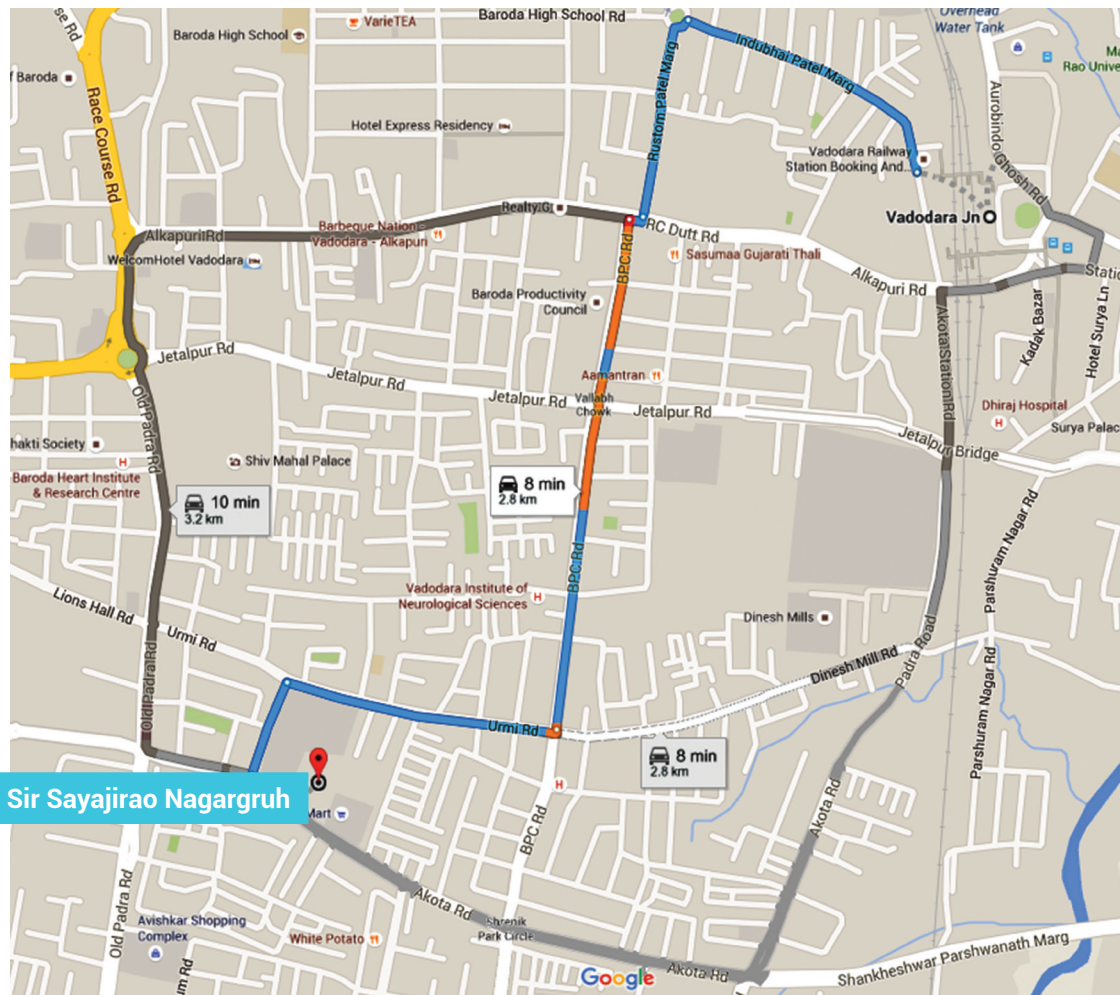 Baroda High School Rd
Overhead
Water Tank
VarieTEA
Baroda High School
Indubhai Patel Marg
Race Course Rd
Rustom Patel Marg
Aurobindo Ghosh Rd
Hotel Express Residency
Vadodara Railway
Station Booking And...
Vadodara Jn
Realty.G
RC Dutt Rd
Barbeque Nation -
Vadodara - Alkapuri
Alkapuri Rd
WelcomHotel Vadodara
BPC Rd
Sasumaa Gujarati Thali
Alkapuri Rd
Baroda Productivity
Council
Kadak Bazar
Hotel Surya Ln
Akota Station Rd
Jetalpur Rd
Jetalpur Rd
Aamantran
Jetalpur Rd
Vallabh
Chowk
Jetalpur Rd
Dhiraj Hospital
Jetalpur Bridge
Old Padra Rd
Shiv Mahal Palace
Baroda Heart Institute
& Research Centre
10 min
3.2 km
8 min
2.8 km
BPC Rd
Parshuram Nagar Rd
Vadodara Institute of
Neurological Sciences
Lions Hall Rd
Urmi Rd
Dinesh Mills
Dinesh Mill Rd
Padra Road
Old Padra Rd
Parshuram Nagar Rd
Urmi Rd
8 min
2.8 km
Sir Sayajirao Nagargruh
Mart
BPC Rd
Akota Rd
Old Padra Rd
Akota Rd
Avishkar Shopping
Complex
White Potato
Shrenik
Park Circle
Google
Akota Rd
Shankheshwar Parshwanath Marg